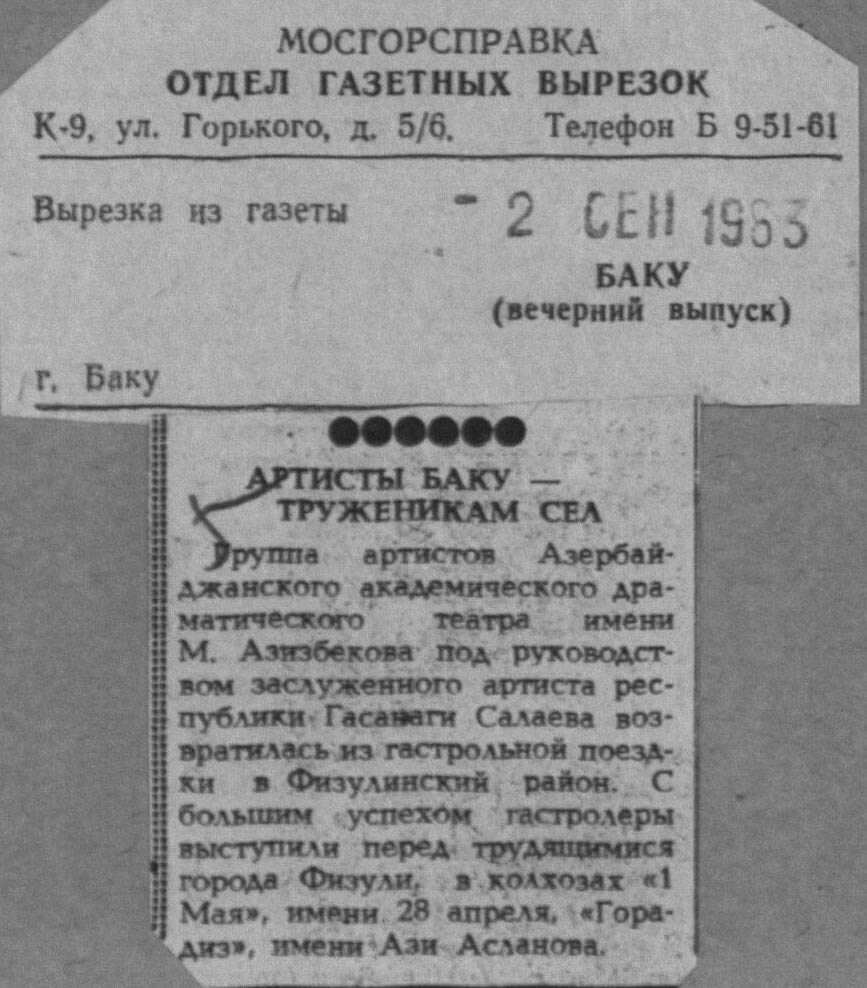 МОСГОРСПРАВКА
ОТДЕЛ ГАЗЕТНЫХ ВЫРЕЗОК
К-9, ул. Горького, д. 5/6. Телефон Б 9-51-61
Вырезка из газеты - 2 СЕН 1963
БАКУ
(вечерний выпуск)
г. Баку
АРТИСТЫ БАКУ —
ТРУЖЕНИКАМ СЕЛ
Группа артистов Азербай-
джанского академического дра-
матического театра имени
М. Азизбекова под руководст-
вом заслуженного артиста рес-
публики Гасанаги Салаева воз-
вратилась из гастрольной поезд-
ки в Физулинский район. С
большим успехом гастролеры
выступили перед трудящимися
города Физули, в колхозах «1
Мая», имени 28 апреля, «Гора-
диз», имени Ази Асланова.